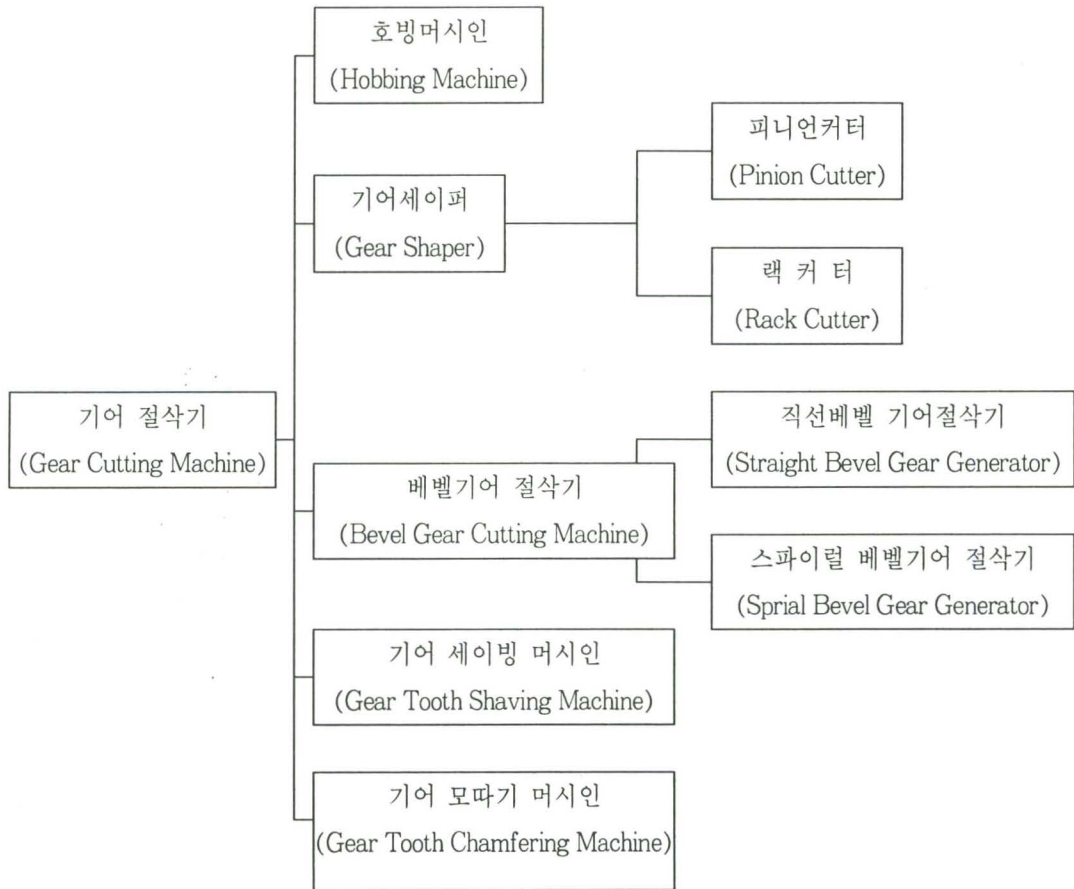 호빙머시인
(Hobbing Machine)
피니언커터
(Pinion Cutter)
기어세이퍼
(Gear Shaper)
랙 커 터
(Rack Cutter)
기어 절삭기
(Gear Cutting Machine)
직선베벨 기어절삭기
(Straight Bevel Gear Generator)
베벨기어 절삭기
(Bevel Gear Cutting Machine)
스파이럴 베벨기어 절삭기
(Sprial Bevel Gear Generator)
기어 세이빙 머시인
(Gear Tooth Shaving Machine)
기어 모따기 머시인
(Gear Tooth Chamfering Machine)